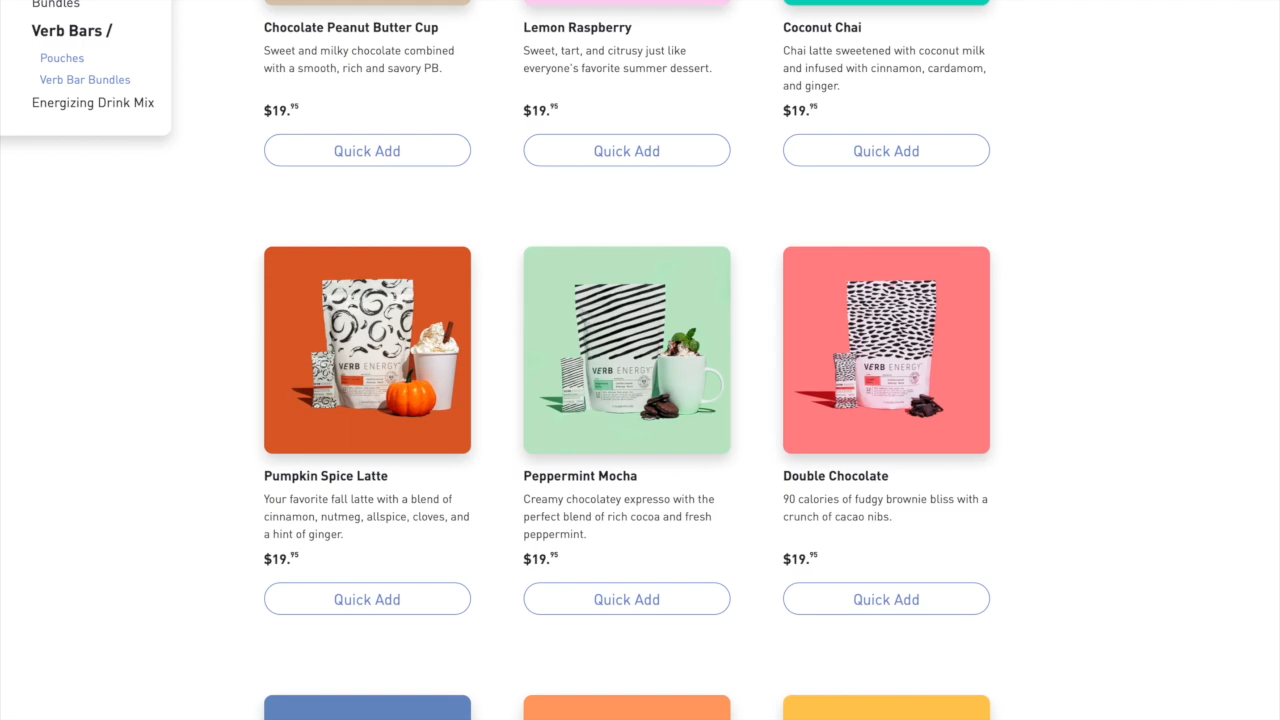 Bundles
Verb Bars /
Pouches
Verb Bar Bundles
Energizing Drink Mix
Chocolate Peanut Butter Cup
Sweet and milky chocolate combined
with a smooth, rich and savory PB.
$19.95
Quick Add
Lemon Raspberry
Sweet, tart, and citrusy just like
everyone's favorite summer dessert.
$19.95
Quick Add
Coconut Chai
Chai latte sweetened with coconut milk
and infused with cinnamon, cardamom,
and ginger.
$19.95
Quick Add
VERB ENERGY
Pumpkin Spice Latte
Your favorite fall latte with a blend of
cinnamon, nutmeg, allspice, cloves, and
a hint of ginger.
$19.95
Quick Add
VERB ENERGY
Peppermint Mocha
Creamy chocolatey expresso with the
perfect blend of rich cocoa and fresh
peppermint.
$19.95
Quick Add
VERB ENERGY
Double Chocolate
90 calories of fudgy brownie bliss with a
crunch of cacao nibs.
$19.95
Quick Add